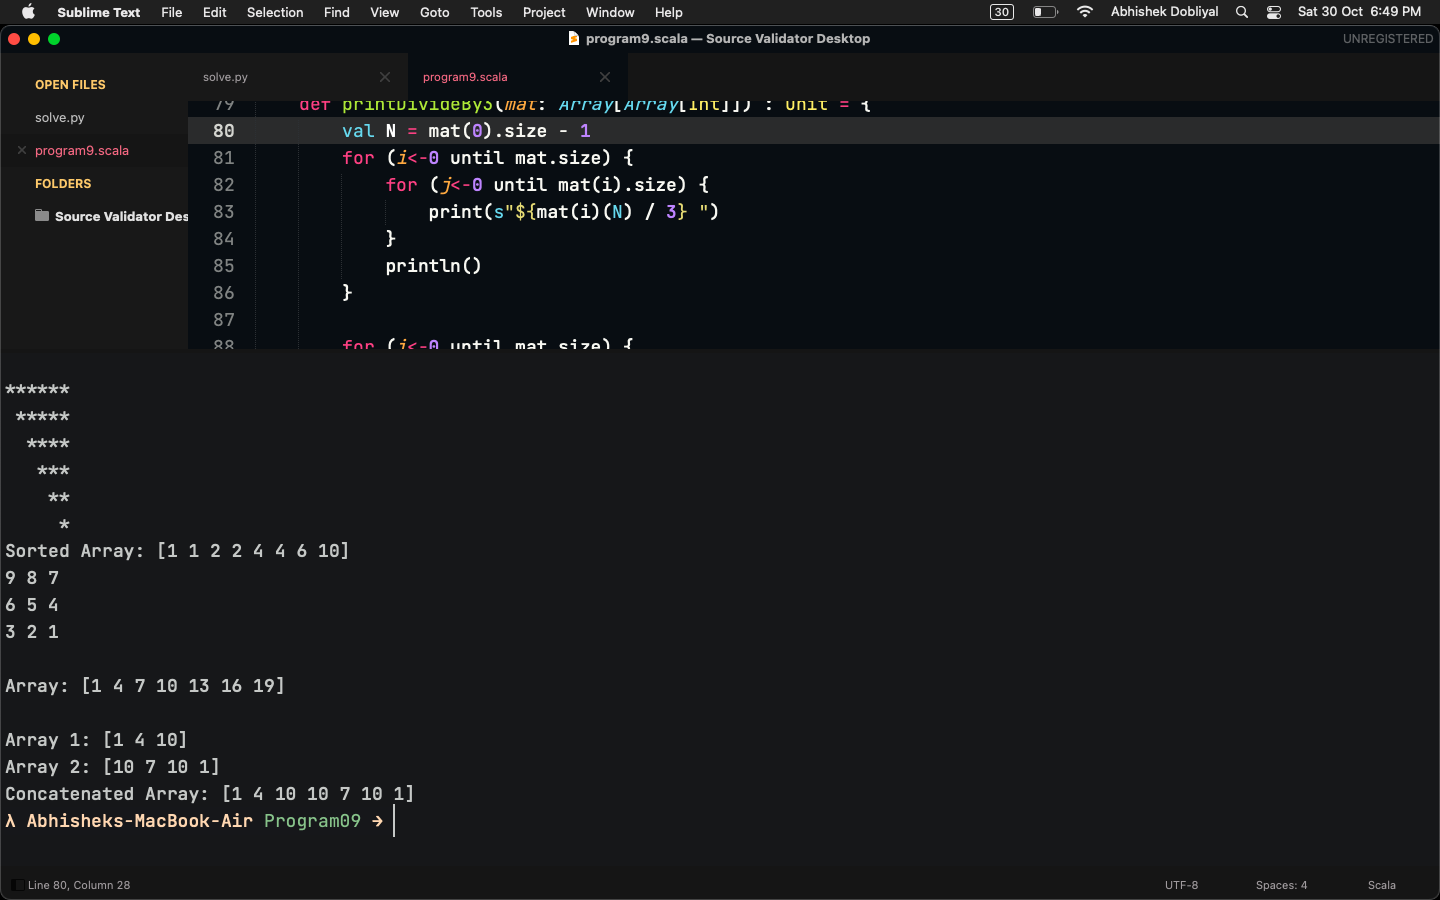 Sublime Text File Edit Selection Find View Goto Tools Project Window Help 30 Abhishek Dobliyal Sat 30 Oct 6:49 PM
program9.scala — Source Validator Desktop UNREGISTERED
OPEN FILES
solve.py
program9.scala
FOLDERS
Source Validator Des
solve.py program9.scala
79 def printDivideBy3(mat: Array[Array[Int]]) : Unit = {
80 val N = mat(0).size - 1
81 for (i<-0 until mat.size) {
82 for (j<-0 until mat(i).size) {
83 print(s"${mat(i)(N) / 3} ")
84 }
85 println()
86 }
87
88 for (i<-0 until mat.size) {
******
*****
****
***
**
*
Sorted Array: [1 1 2 2 4 4 6 10]
9 8 7
6 5 4
3 2 1
Array: [1 4 7 10 13 16 19]
Array 1: [1 4 10]
Array 2: [10 7 10 1]
Concatenated Array: [1 4 10 10 7 10 1]
λ Abhisheks-MacBook-Air Program09 →
Line 80, Column 28 UTF-8 Spaces: 4 Scala